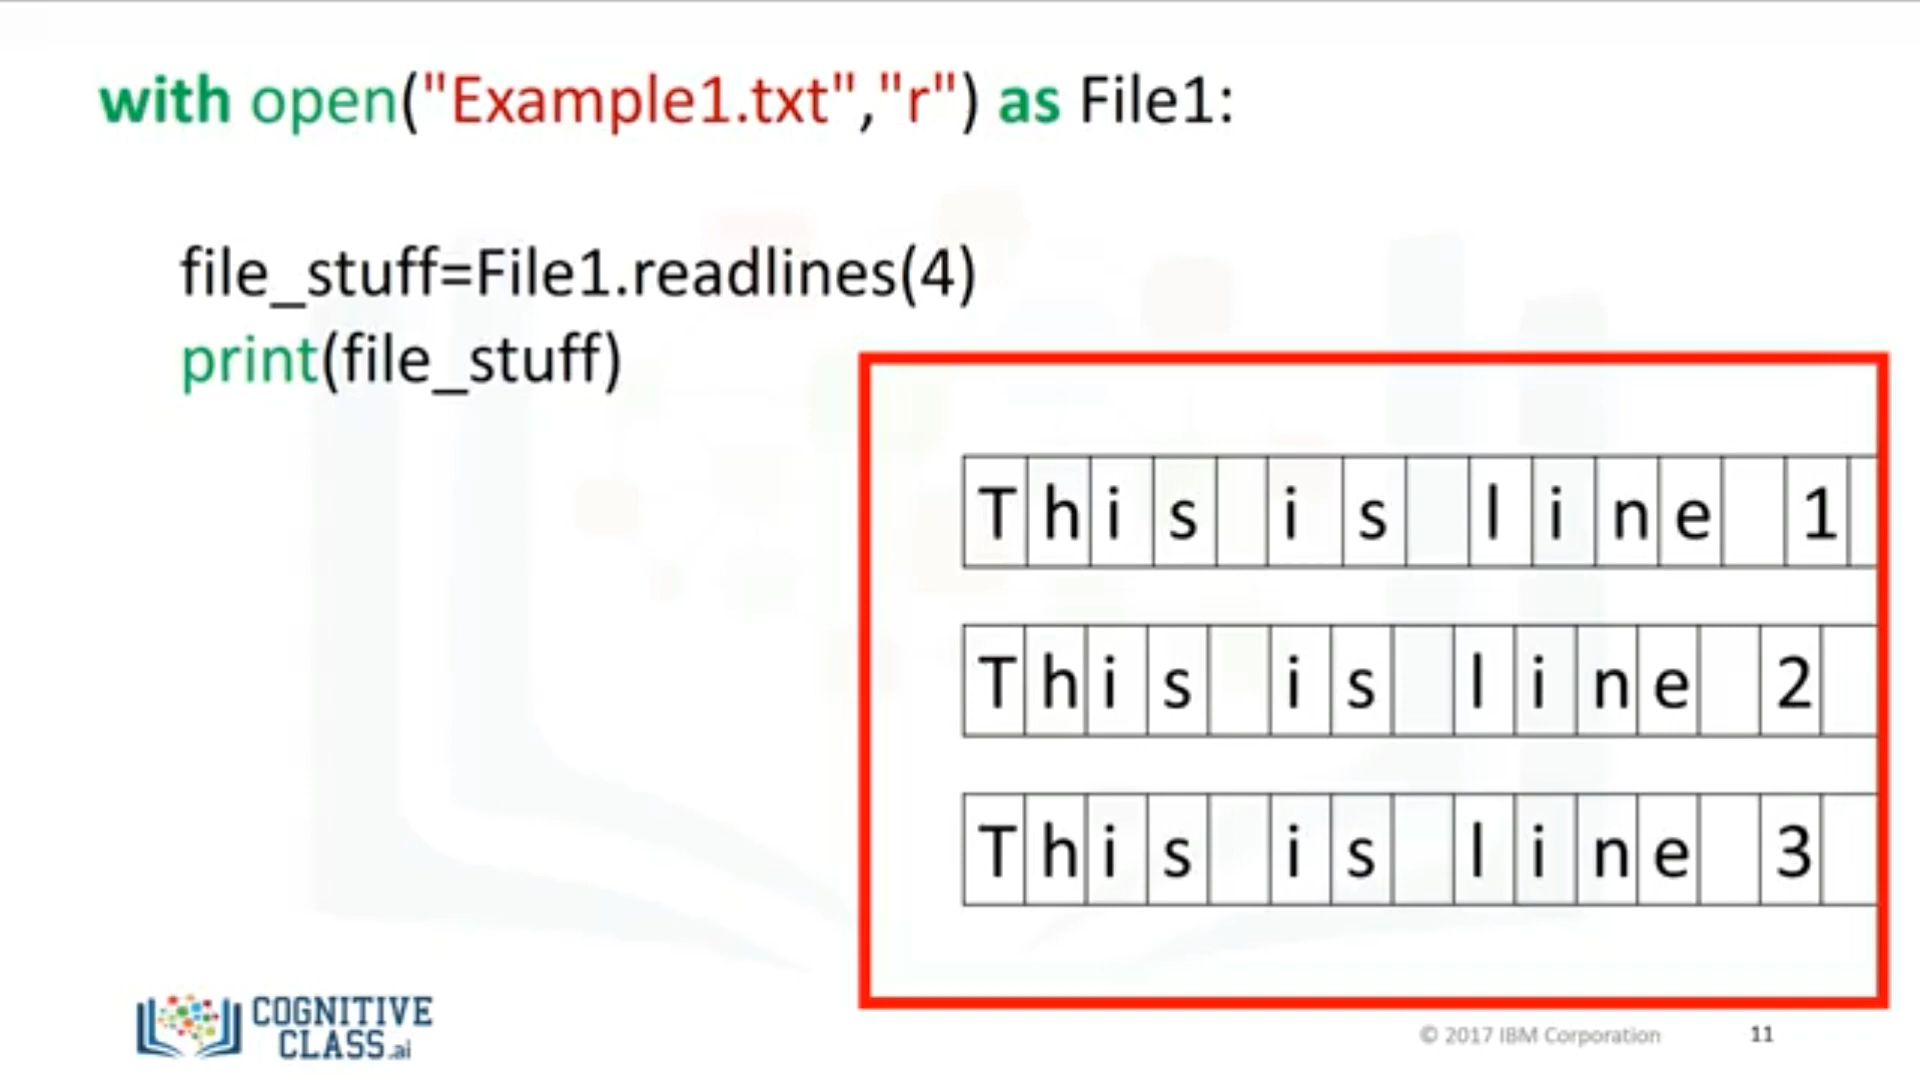 with open("Example1.txt","r") as File1:
file_stuff=File1.readlines(4)
print(file_stuff)
This is line 1
This is line 2
This is line 3
COGNITIVE
CLASS.ai
© 2017 IBM Corporation 11